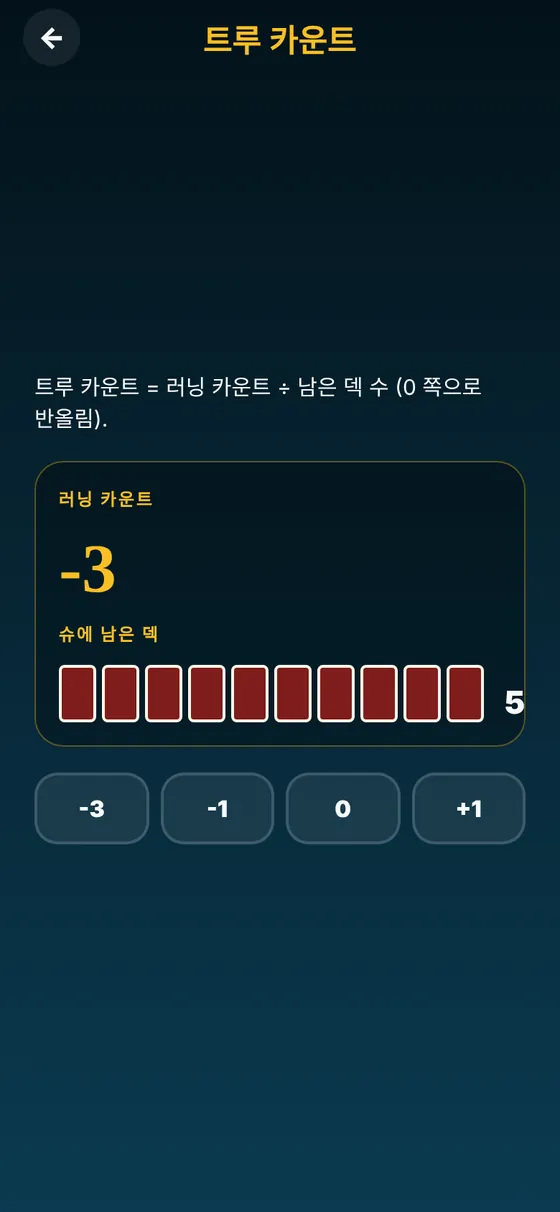 트루 카운트
트루 카운트 = 러닝 카운트 ÷ 남은 덱 수 (0 쪽으로
반올림).
러닝 카운트
-3
슈에 남은 덱
5
-3
-1
0
+1